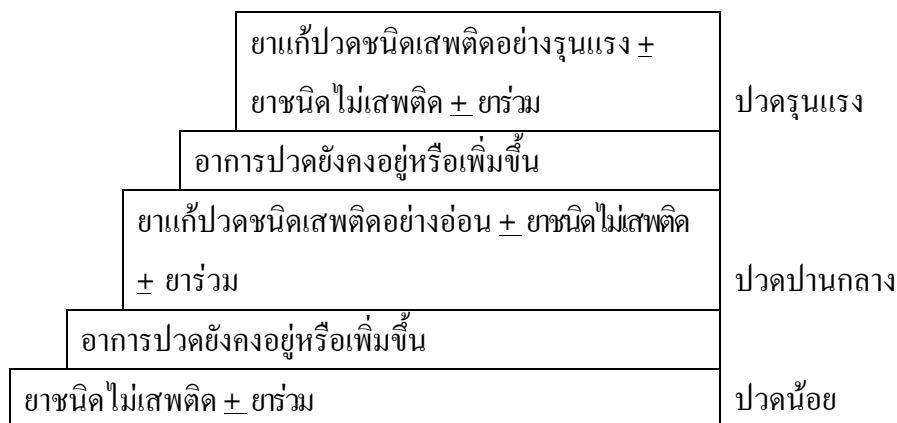 ยาแก้ปวดชนิดเสพติดอย่างรุนแรง ±
ยาชนิดไม่เสพติด ± ยาร่วม
ปวดรุนแรง
อาการปวดยังคงอยู่หรือเพิ่มขึ้น
ยาแก้ปวดชนิดเสพติดอย่างอ่อน ± ยาชนิดไม่เสพติด
± ยาร่วม
ปวดปานกลาง
อาการปวดยังคงอยู่หรือเพิ่มขึ้น
ยาชนิดไม่เสพติด ± ยาร่วม
ปวดน้อย